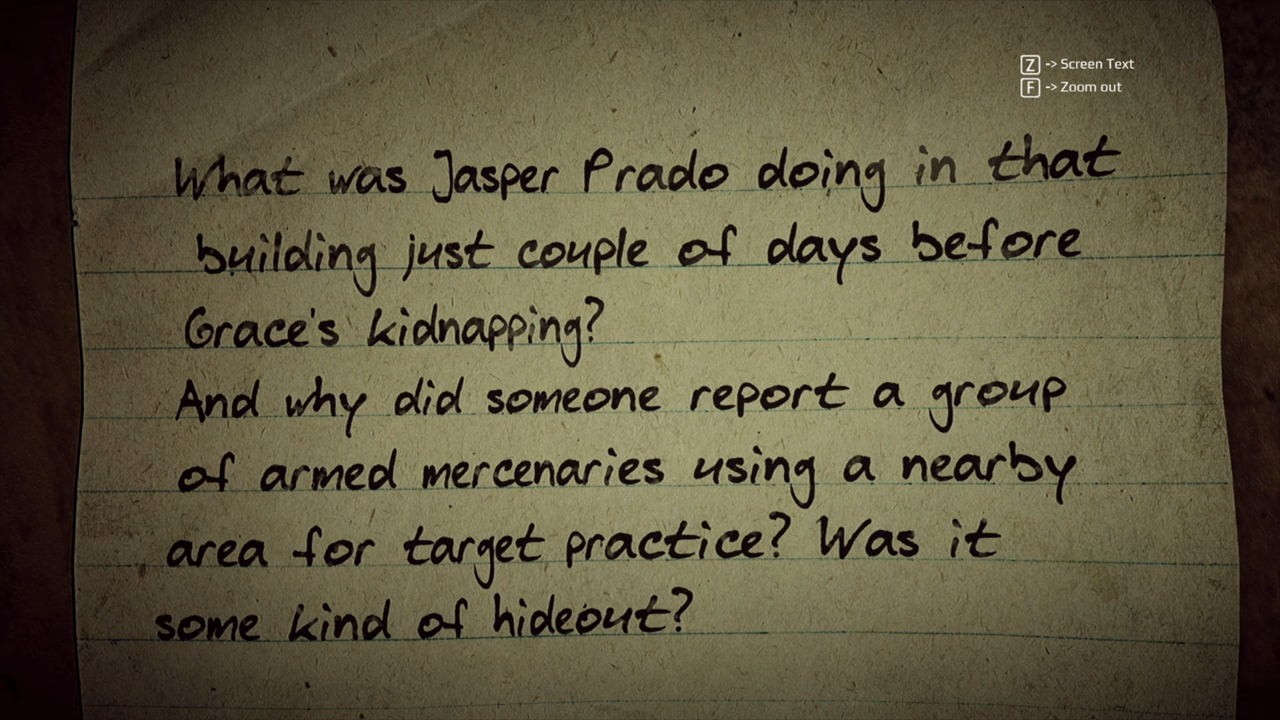 Z -> Screen Text
F -> Zoom out
What was Jasper Prado doing in that
building just couple of days before
Grace's kidnapping?
And why did someone report a group
of armed mercenaries using a nearby
area for target practice? Was it
some kind of hideout?